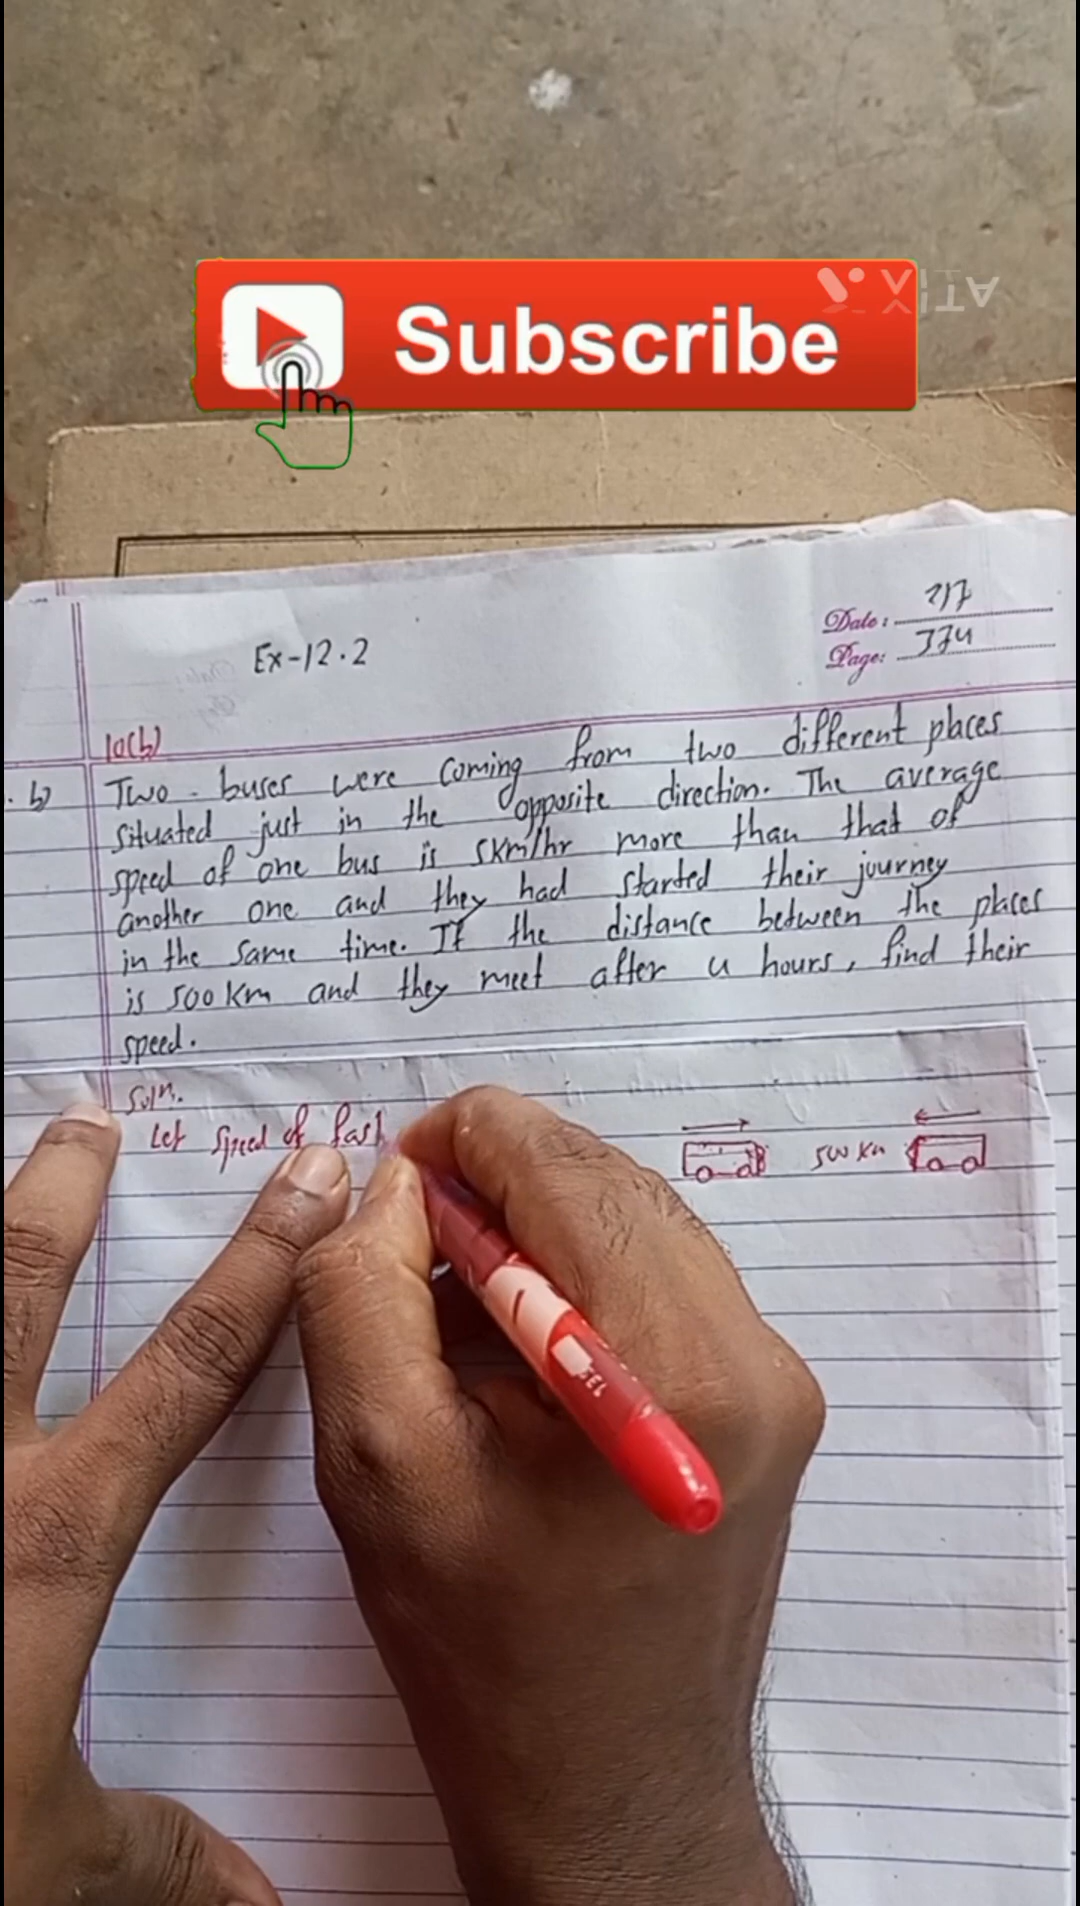 Subscribe
VITA
Date: 217
Page: 374
Ex-12.2
10(b)
b) Two buses were coming from two different places
situated just in the opposite direction. The average
speed of one bus is 5km/hr more than that of
another one and they had started their journey
in the same time. If the distance between the places
is 500 km and they meet after 4 hours, find their
speed.
Soln.
Let speed of fast
500 km